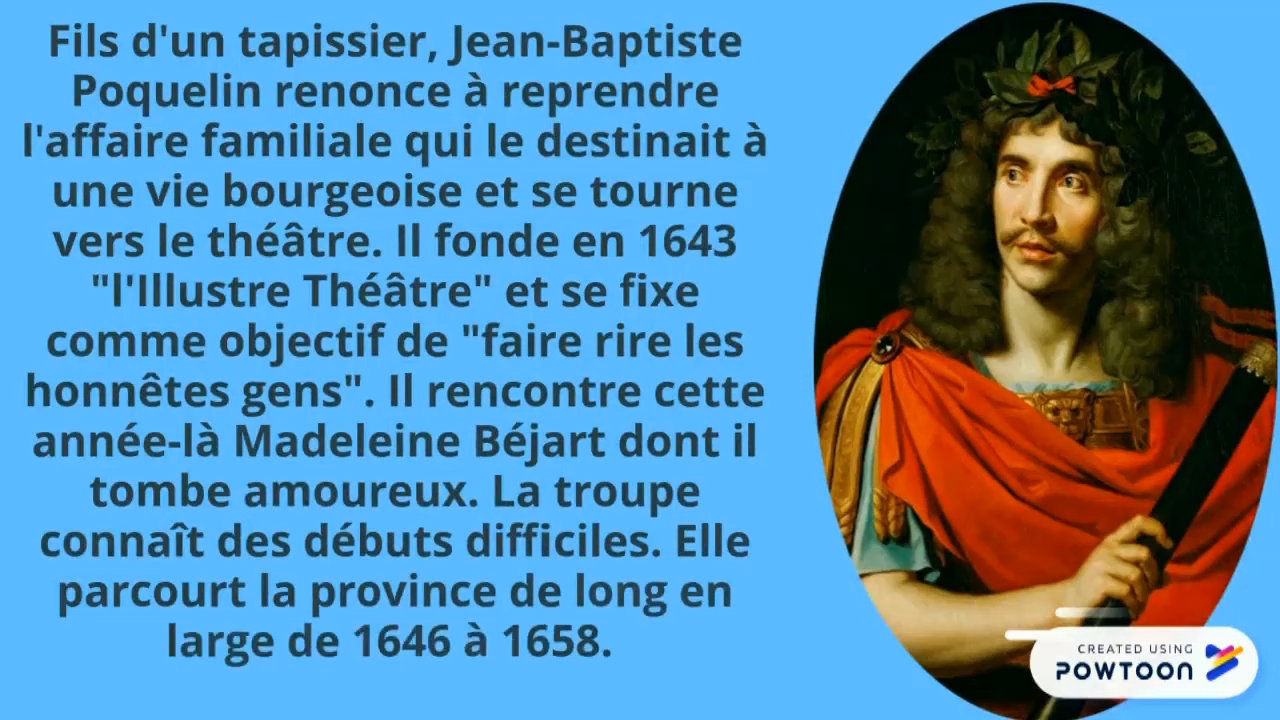 Fils d'un tapissier, Jean-Baptiste
Poquelin renonce à reprendre
l'affaire familiale qui le destinait à
une vie bourgeoise et se tourne
vers le théâtre. Il fonde en 1643
"l'Illustre Théâtre" et se fixe
comme objectif de "faire rire les
honnêtes gens". Il rencontre cette
année-là Madeleine Béjart dont il
tombe amoureux. La troupe
connaît des débuts difficiles. Elle
parcourt la province de long en
large de 1646 à 1658.
CREATED USING
POWTOON